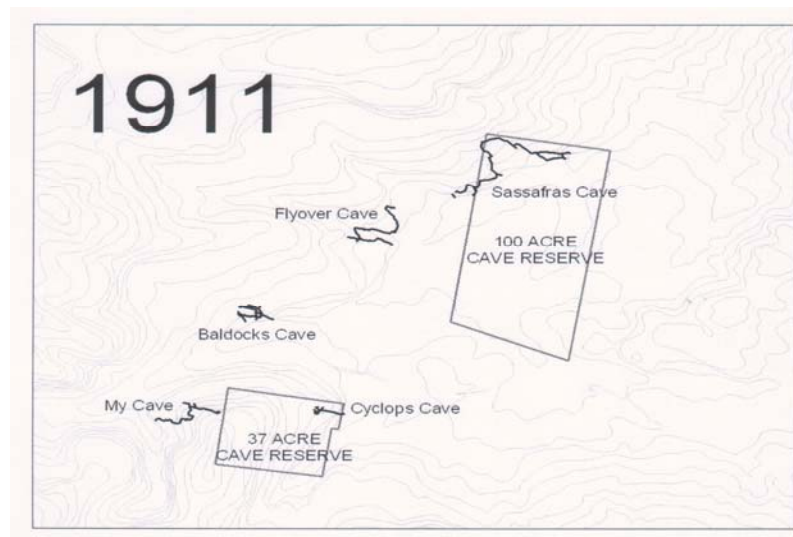 1911
Sassafras Cave
Flyover Cave
100 ACRE
CAVE RESERVE
Baldocks Cave
My Cave
Cyclops Cave
37 ACRE
CAVE RESERVE